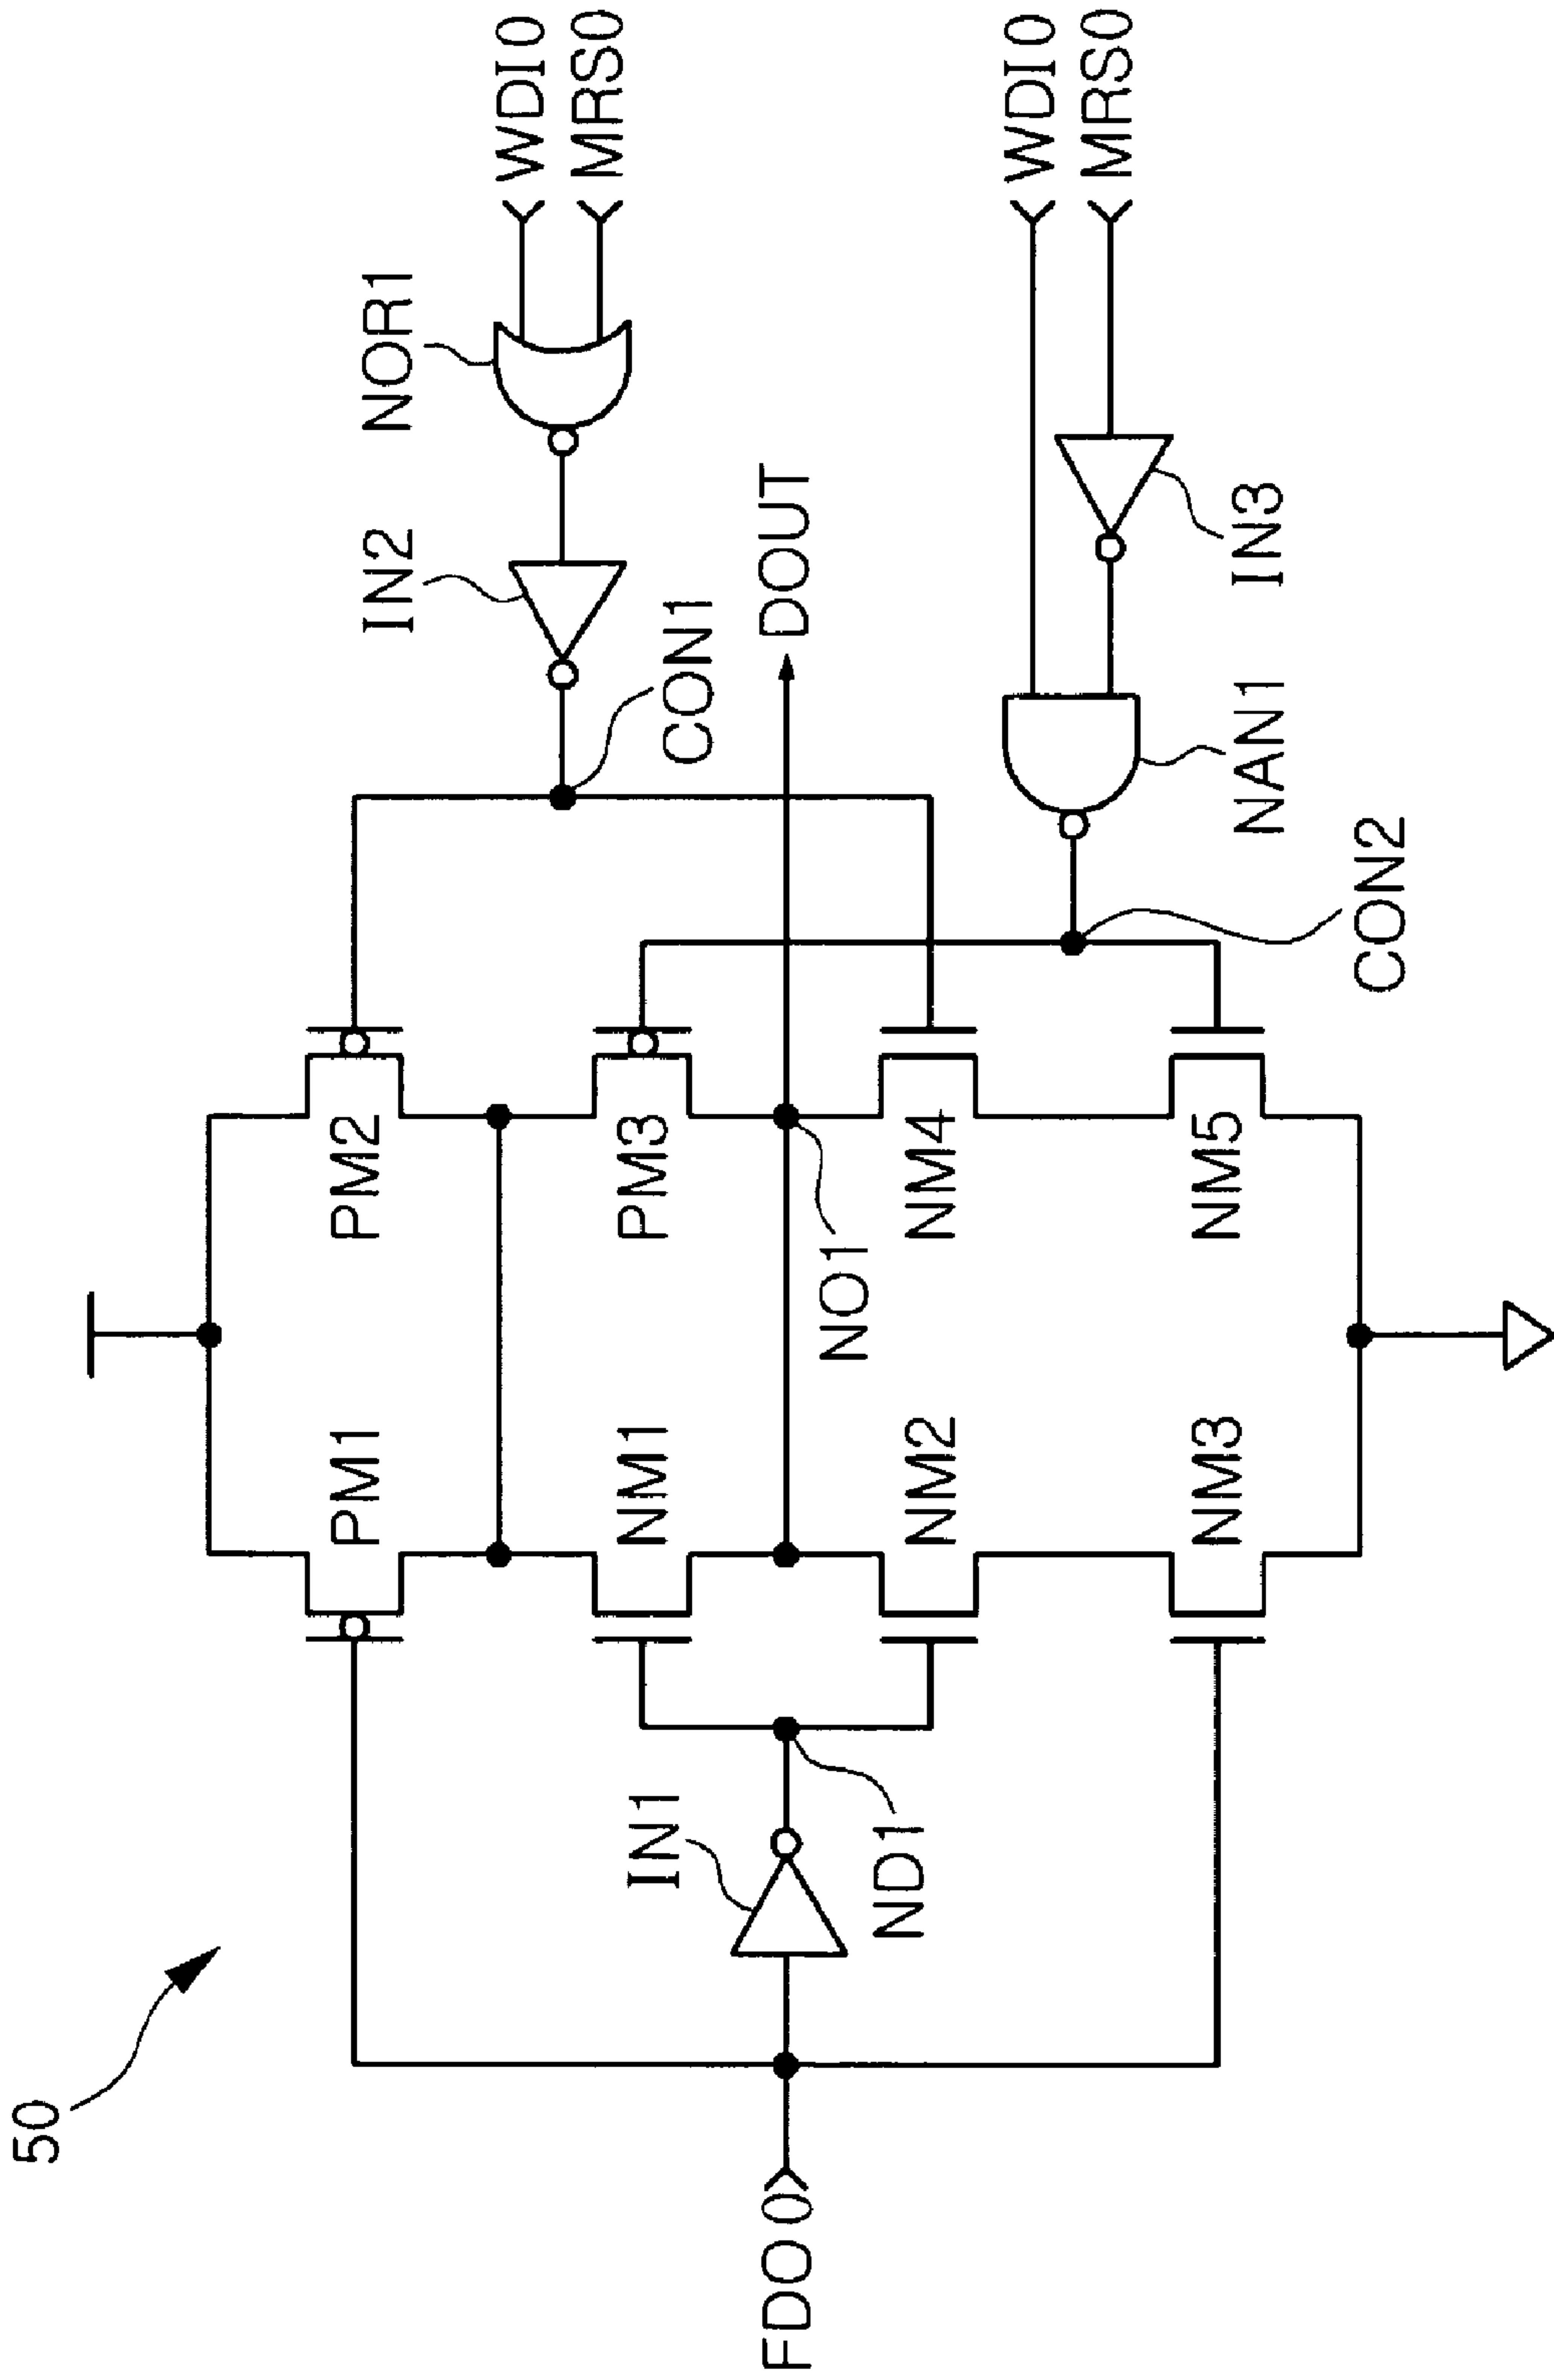 50
FDO0
IN1
ND1
PM1
NM1
NM2
NM3
NO1
PM2
PM3
NM4
NM5
CON1
CON2
DOUT
IN2
NOR1
NAN1
IN3
WDI0
MRS0
WDI0
MRS0